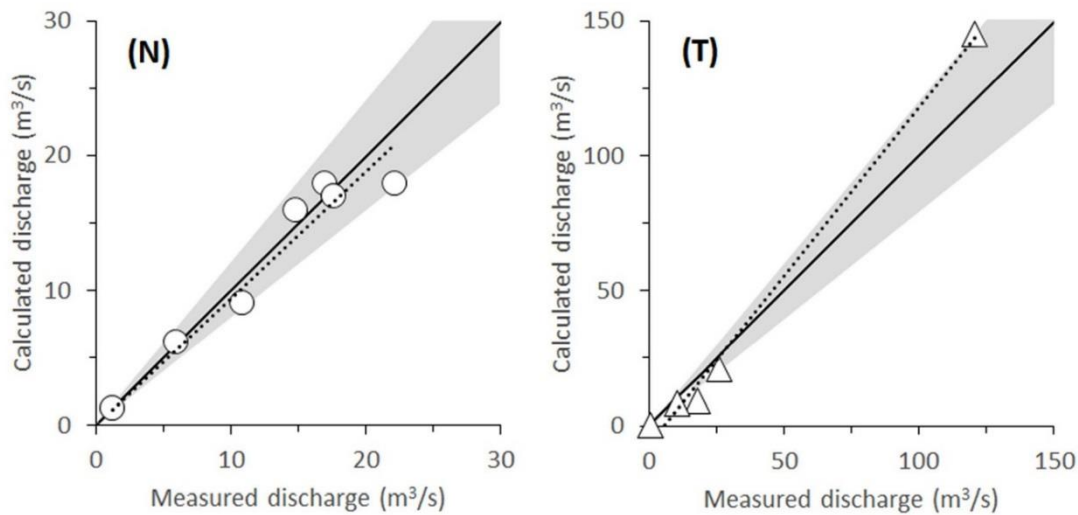 (N)
Calculated discharge (m³/s)
30
20
10
0
0 10 20 30
Measured discharge (m³/s)
(T)
Calculated discharge (m³/s)
150
100
50
0
0 50 100 150
Measured discharge (m³/s)